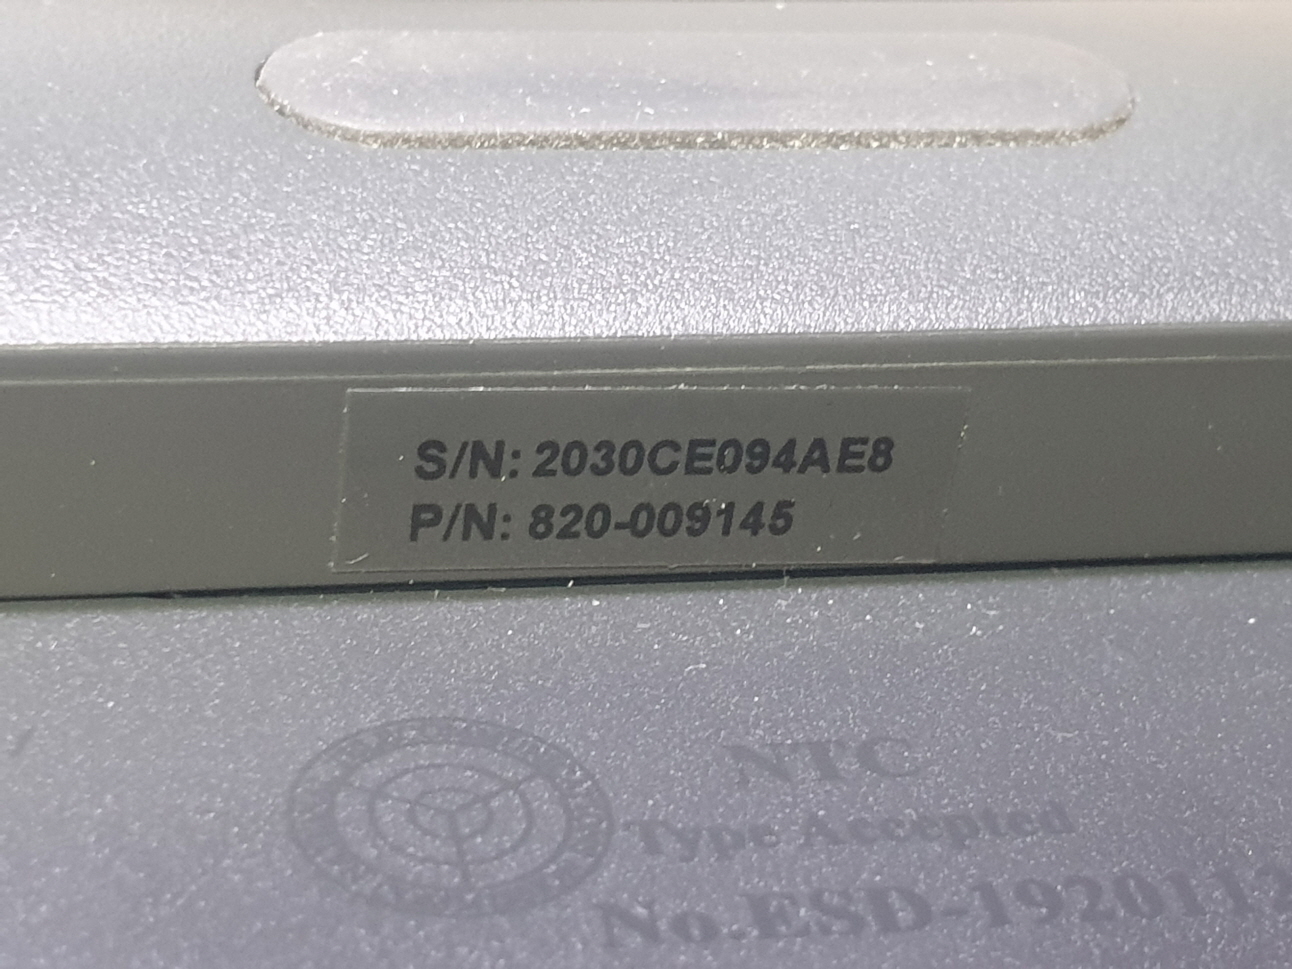 S/N: 2030CE094AE8
P/N: 820-009145
NTC
Type Accepted